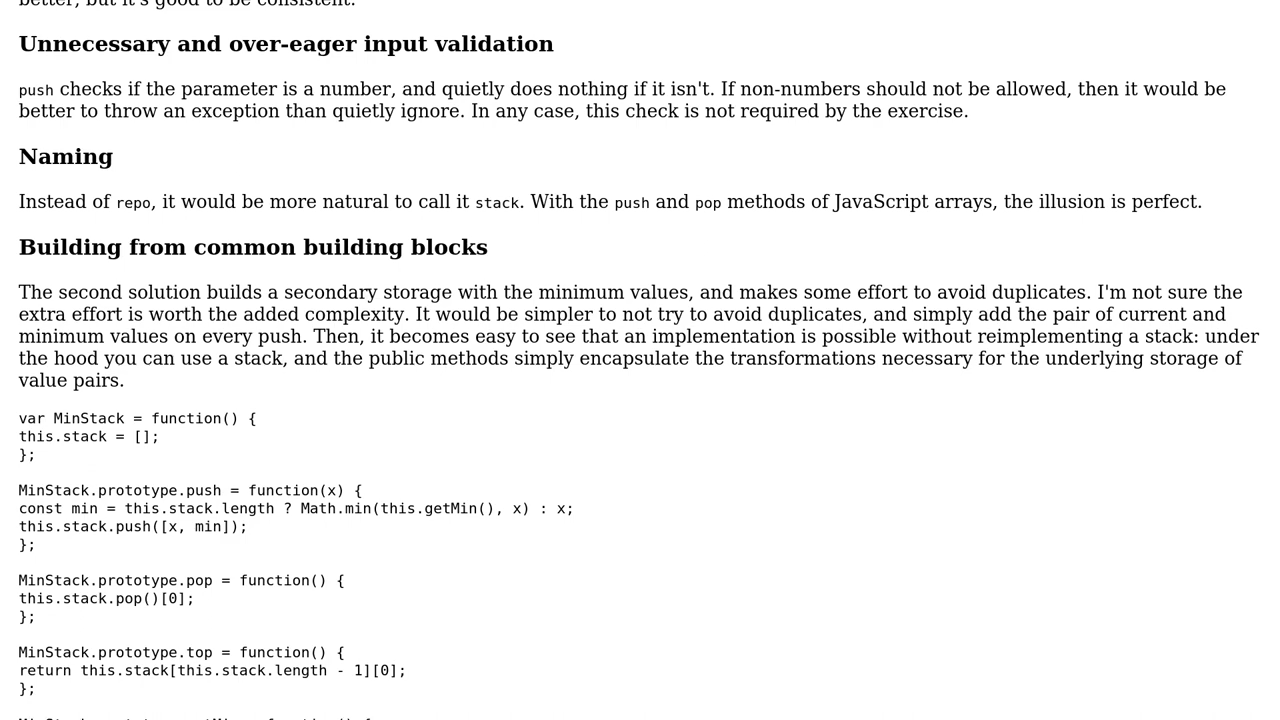 better, but it's good to be consistent.
Unnecessary and over-eager input validation
push checks if the parameter is a number, and quietly does nothing if it isn't. If non-numbers should not be allowed, then it would be
better to throw an exception than quietly ignore. In any case, this check is not required by the exercise.
Naming
Instead of repo, it would be more natural to call it stack. With the push and pop methods of JavaScript arrays, the illusion is perfect.
Building from common building blocks
The second solution builds a secondary storage with the minimum values, and makes some effort to avoid duplicates. I'm not sure the
extra effort is worth the added complexity. It would be simpler to not try to avoid duplicates, and simply add the pair of current and
minimum values on every push. Then, it becomes easy to see that an implementation is possible without reimplementing a stack: under
the hood you can use a stack, and the public methods simply encapsulate the transformations necessary for the underlying storage of
value pairs.
var MinStack = function() {
this.stack = [];
};
MinStack.prototype.push = function(x) {
const min = this.stack.length ? Math.min(this.getMin(), x) : x;
this.stack.push([x, min]);
};
MinStack.prototype.pop = function() {
this.stack.pop()[0];
};
MinStack.prototype.top = function() {
return this.stack[this.stack.length - 1][0];
};